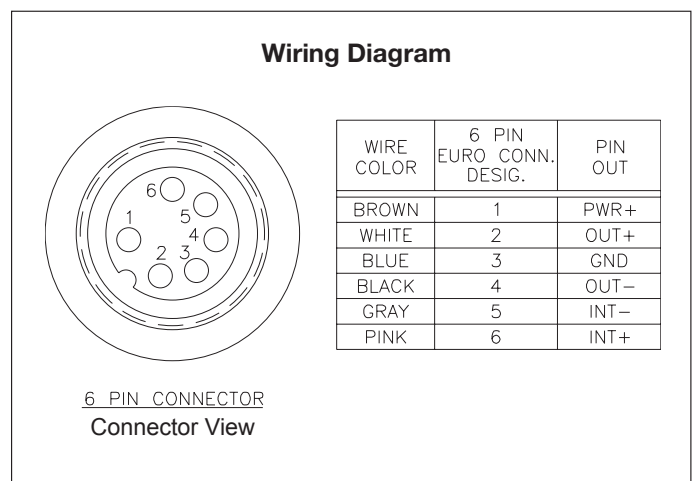 Wiring Diagram
6
5
1
4
2 3
6 PIN CONNECTOR
Connector View
WIRE COLOR 6 PIN EURO CONN. DESIG. PIN OUT
BROWN 1 PWR+
WHITE 2 OUT+
BLUE 3 GND
BLACK 4 OUT−
GRAY 5 INT−
PINK 6 INT+